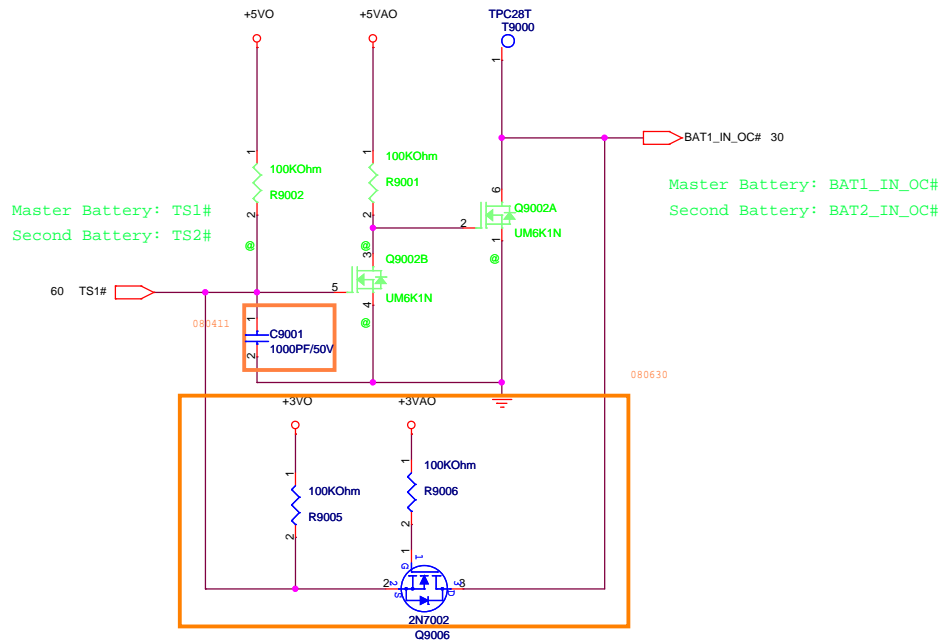 +5VO
+5VAO
TPC28T
T9000
1
BAT1_IN_OC# 30
1
100KOhm
R9002
2
@
1
100KOhm
R9001
2
@
Master Battery: TS1#
Second Battery: TS2#
Master Battery: BAT1_IN_OC#
Second Battery: BAT2_IN_OC#
6
Q9002A
2
UM6K1N
1
@
3
Q9002B
5
UM6K1N
4
@
60 TS1#
080411
1
C9001
1000PF/50V
2
080630
+3VO
+3VAO
1
100KOhm
R9005
2
1
100KOhm
R9006
2
1
1
G
2
2
S
3
D
2N7002
Q9006